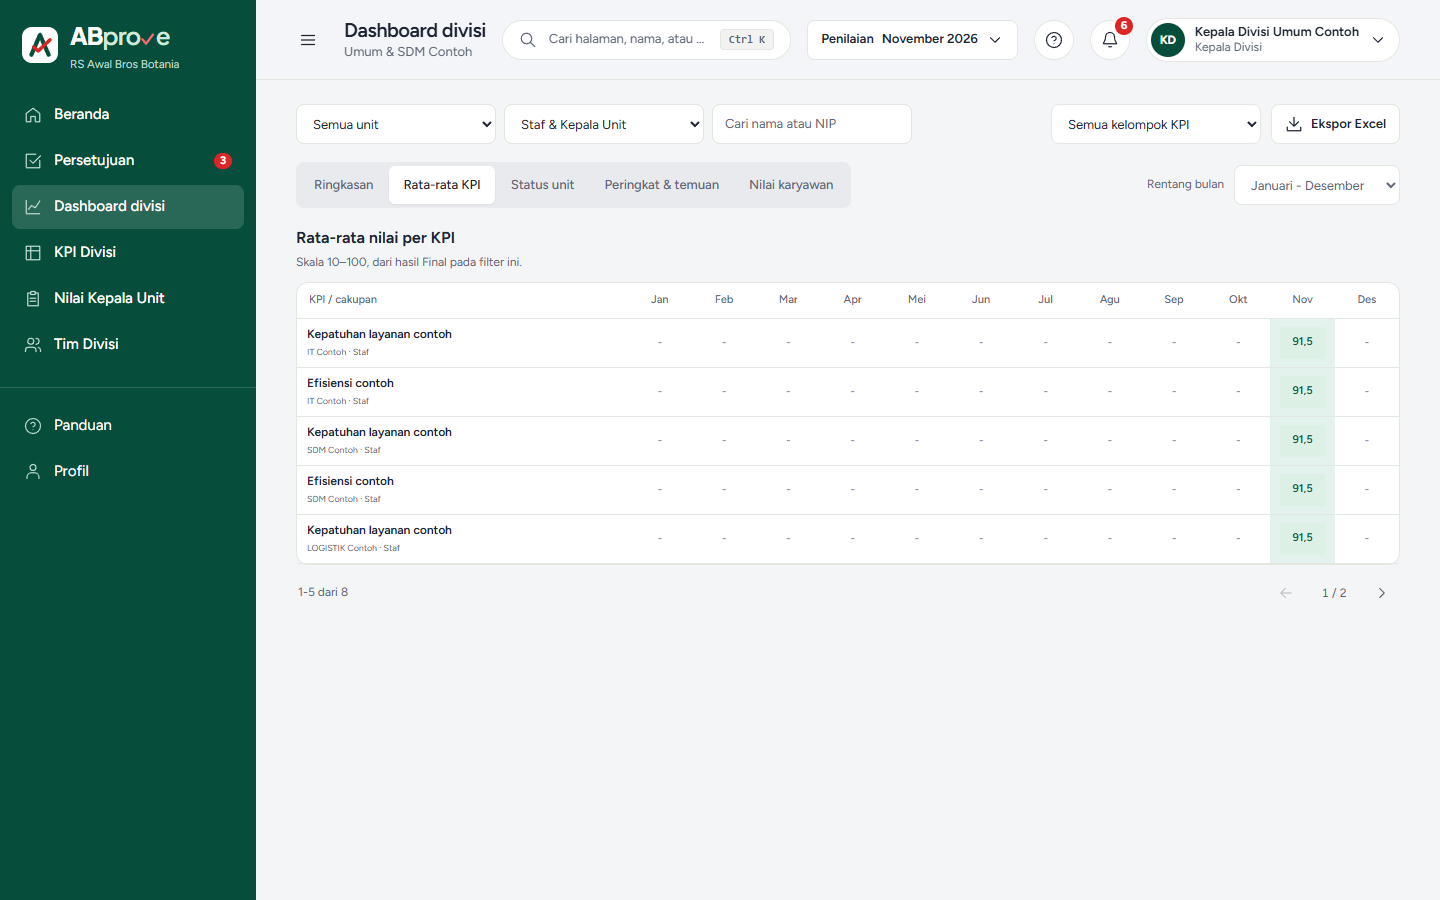 ABprove
RS Awal Bros Botania
Beranda
Persetujuan 3
Dashboard divisi
KPI Divisi
Nilai Kepala Unit
Tim Divisi
Panduan
Profil
Dashboard divisi
Umum & SDM Contoh
Cari halaman, nama, atau ... Ctrl K
Penilaian November 2026
6
KD
Kepala Divisi Umum Contoh
Kepala Divisi
Semua unit
Staf & Kepala Unit
Cari nama atau NIP
Semua kelompok KPI
Ekspor Excel
Ringkasan Rata-rata KPI Status unit Peringkat & temuan Nilai karyawan
Rentang bulan Januari - Desember
Rata-rata nilai per KPI
Skala 10–100, dari hasil Final pada filter ini.
KPI / cakupan Jan Feb Mar Apr Mei Jun Jul Agu Sep Okt Nov Des
Kepatuhan layanan contoh
IT Contoh · Staf
- - - - - - - - - - 91,5 -
Efisiensi contoh
IT Contoh · Staf
- - - - - - - - - - 91,5 -
Kepatuhan layanan contoh
SDM Contoh · Staf
- - - - - - - - - - 91,5 -
Efisiensi contoh
SDM Contoh · Staf
- - - - - - - - - - 91,5 -
Kepatuhan layanan contoh
LOGISTIK Contoh · Staf
- - - - - - - - - - 91,5 -
1-5 dari 8
1 / 2